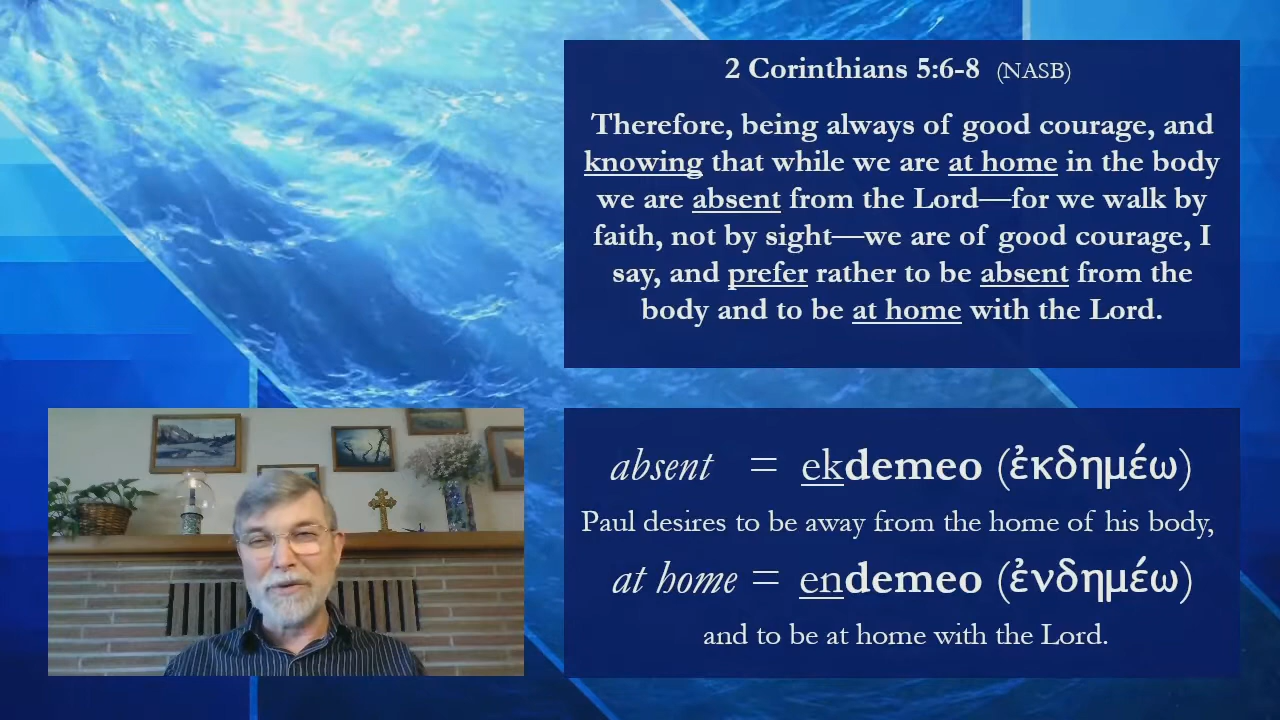 2 Corinthians 5:6-8 (NASB)
Therefore, being always of good courage, and
knowing that while we are at home in the body
we are absent from the Lord—for we walk by
faith, not by sight—we are of good courage, I
say, and prefer rather to be absent from the
body and to be at home with the Lord.
absent = ekdemeo (ἐκδημέω)
Paul desires to be away from the home of his body,
at home = endemeo (ἐνδημέω)
and to be at home with the Lord.